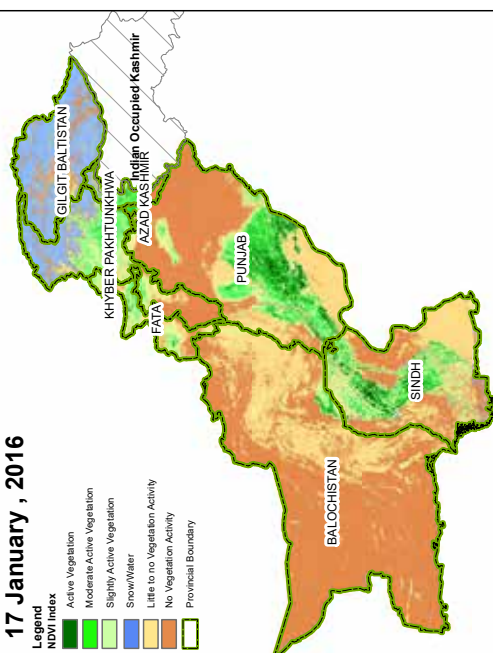 17 January , 2016
Legend
NDVI Index
Active Vegetation
Moderate Active Vegetation
Slightly Active Vegetation
Snow/Water
Little to no Vegetation Activity
No Vegetation Activity
Provincial Boundary
GILGIT BALTISTAN
KHYBER PAKHTUNKHWA
Indian Occupied Kashmir
AZAD KASHMIR
FATA
PUNJAB
BALOCHISTAN
SINDH